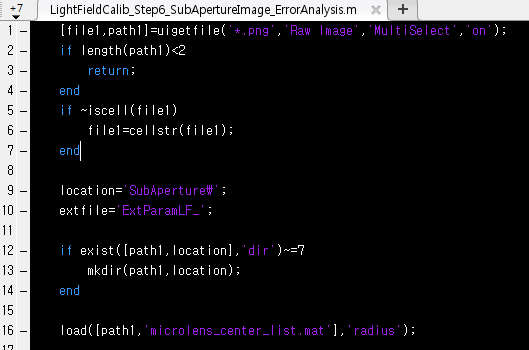 +7 LightFieldCalib_Step6_SubApertureImage_ErrorAnalysis.m × +
1 - [file1,path1]=uigetfile('*.png','Raw Image','MultiSelect','on');
2 - if length(path1)<2
3 - return;
4 - end
5 - if ~iscell(file1)
6 - file1=cellstr(file1);
7 - end
8
9 - location='SubAperture₩';
10 - extfile='ExtParamLF_';
11
12 - if exist([path1,location],'dir')~=7
13 - mkdir(path1,location);
14 - end
15
16 - load([path1,'microlens_center_list.mat'],'radius');
17